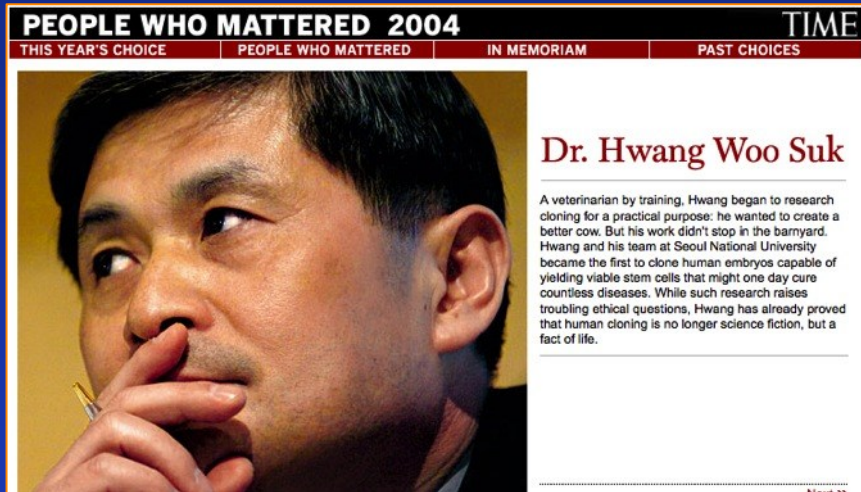 PEOPLE WHO MATTERED 2004
TIME
THIS YEAR'S CHOICE
PEOPLE WHO MATTERED
IN MEMORIAM
PAST CHOICES
Dr. Hwang Woo Suk
A veterinarian by training, Hwang began to research
cloning for a practical purpose: he wanted to create a
better cow. But his work didn't stop in the barnyard.
Hwang and his team at Seoul National University
became the first to clone human embryos capable of
yielding viable stem cells that might one day cure
countless diseases. While such research raises
troubling ethical questions, Hwang has already proved
that human cloning is no longer science fiction, but a
fact of life.